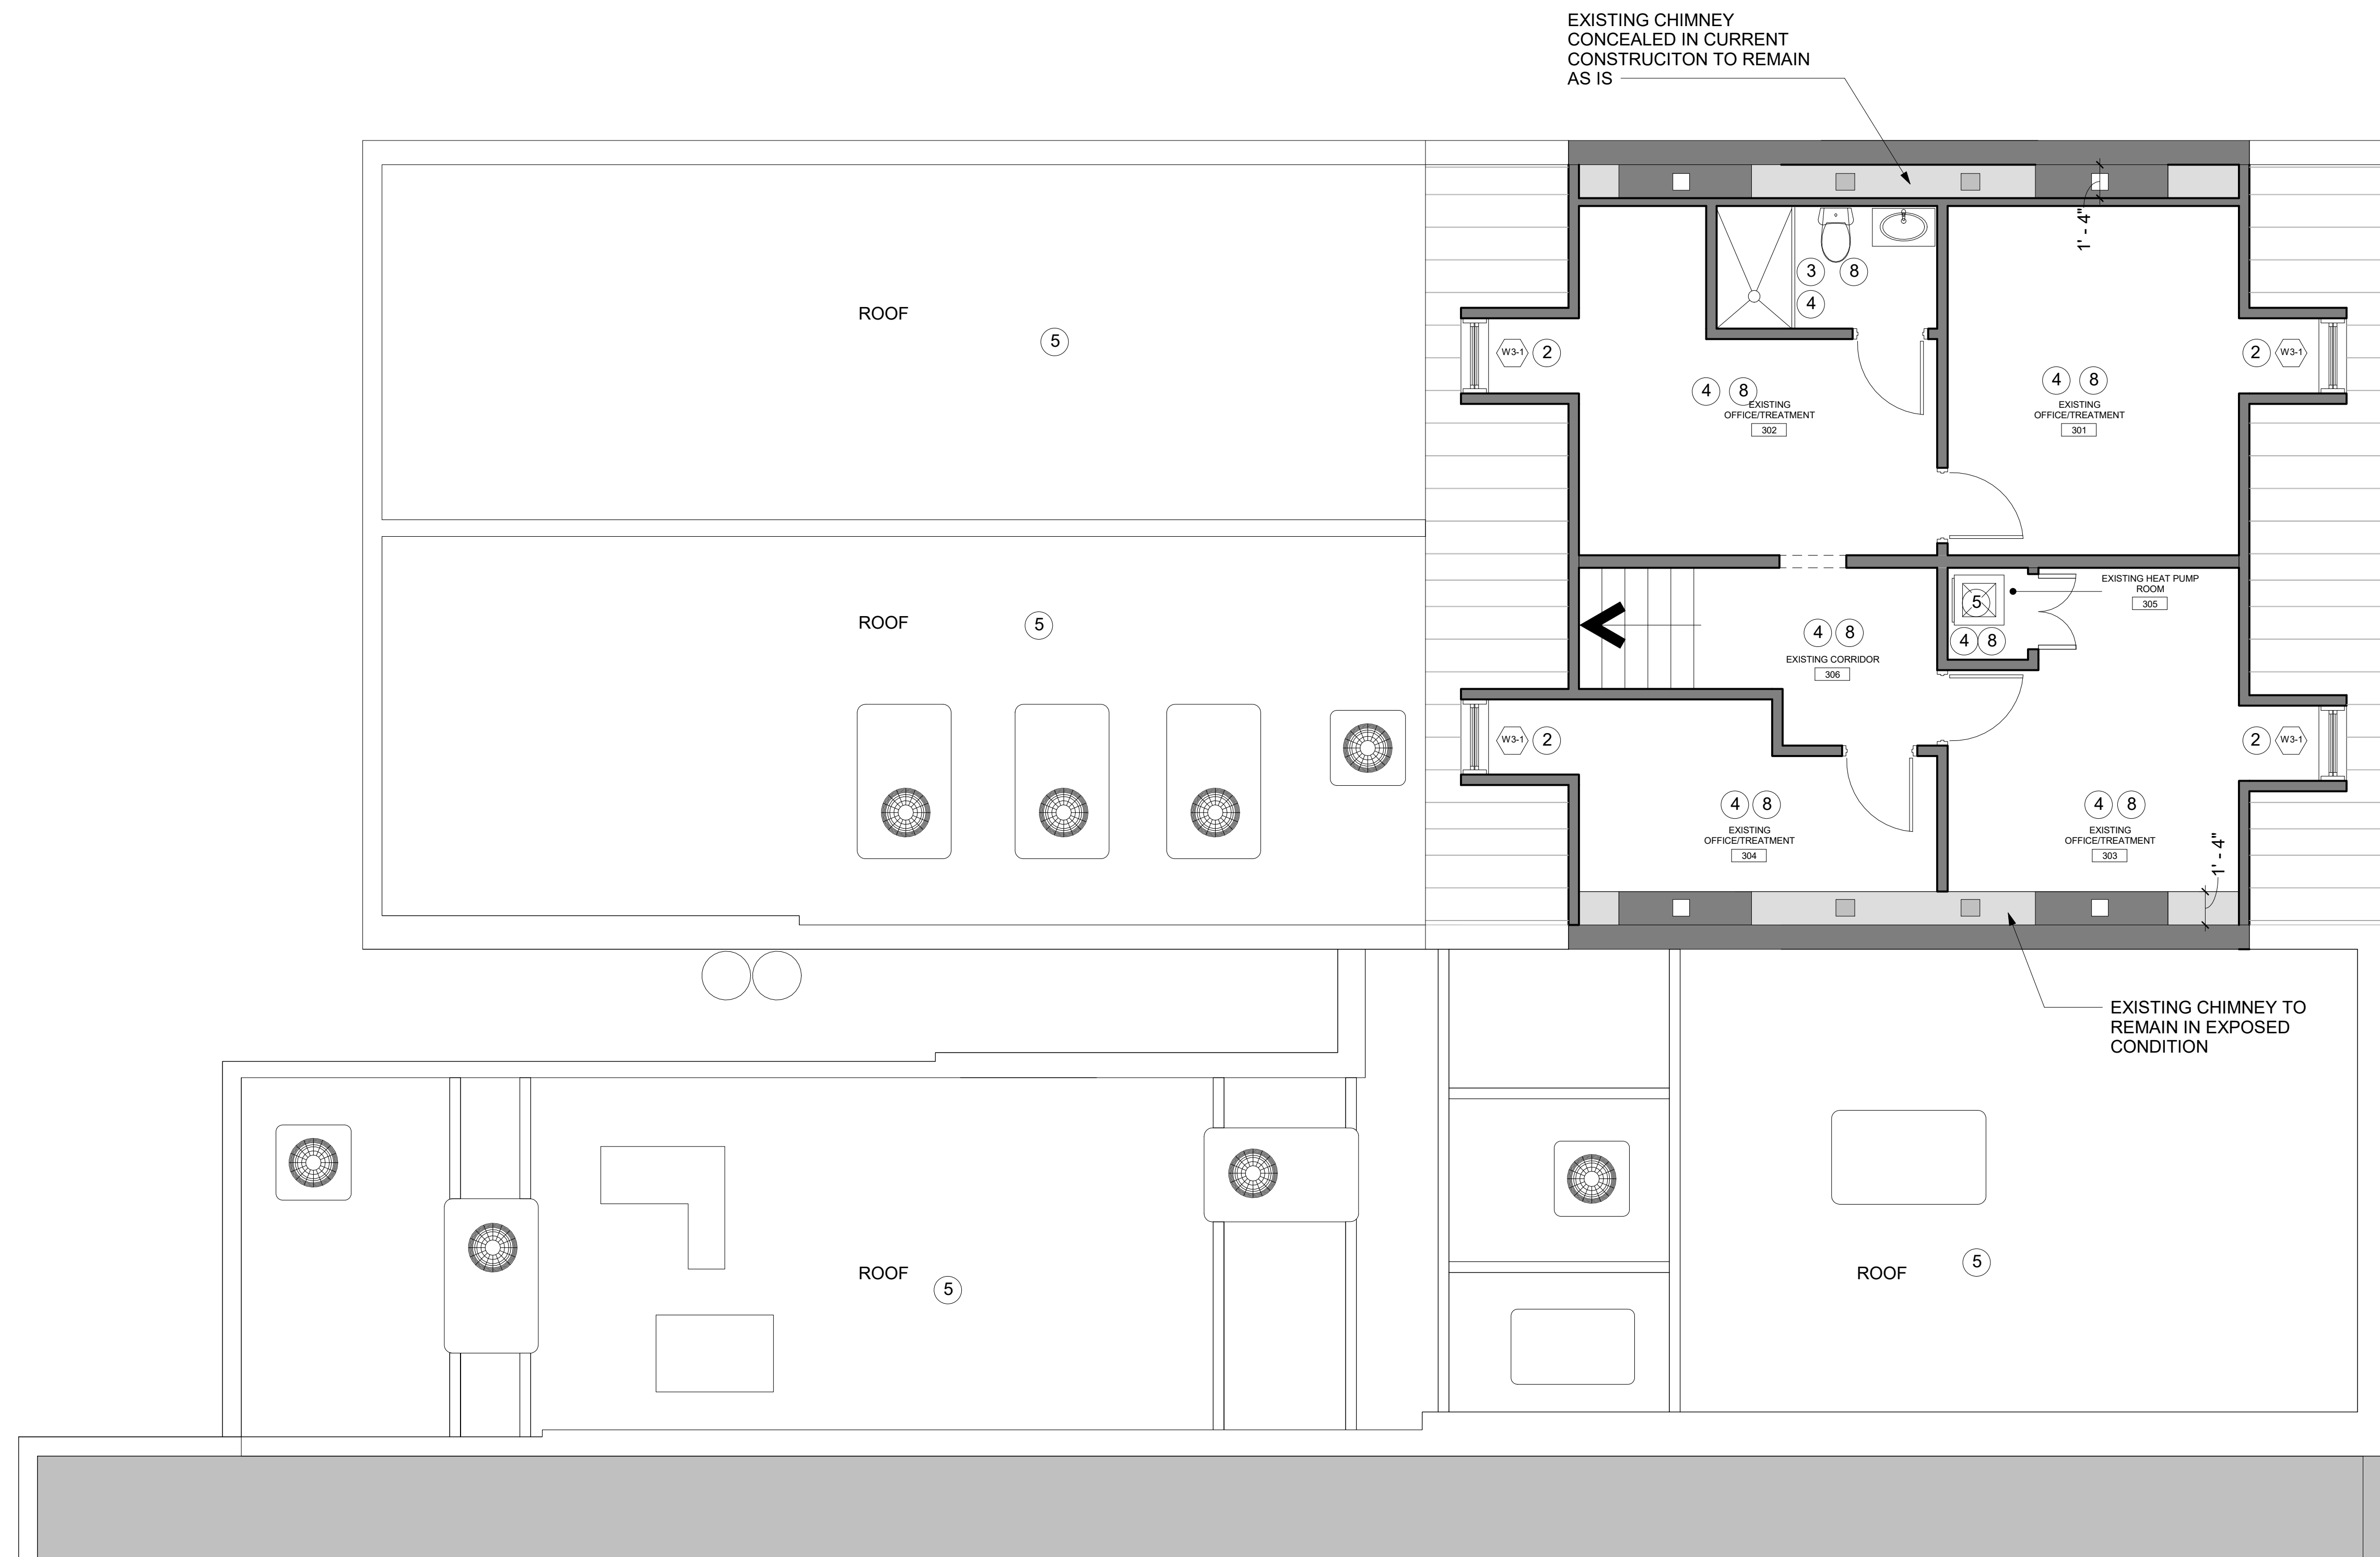 EXISTING CHIMNEY
CONCEALED IN CURRENT
CONSTRUCITON TO REMAIN
AS IS
1' - 4"
3
8
4
ROOF
5
W3-1
2
2
W3-1
4
8
EXISTING
OFFICE/TREATMENT
302
4
8
EXISTING
OFFICE/TREATMENT
301
EXISTING HEAT PUMP
ROOM
305
5
4
8
ROOF
5
4
8
EXISTING CORRIDOR
306
W3-1
2
2
W3-1
4
8
EXISTING
OFFICE/TREATMENT
304
4
8
EXISTING
OFFICE/TREATMENT
303
1' - 4"
EXISTING CHIMNEY TO
REMAIN IN EXPOSED
CONDITION
ROOF
5
ROOF
5